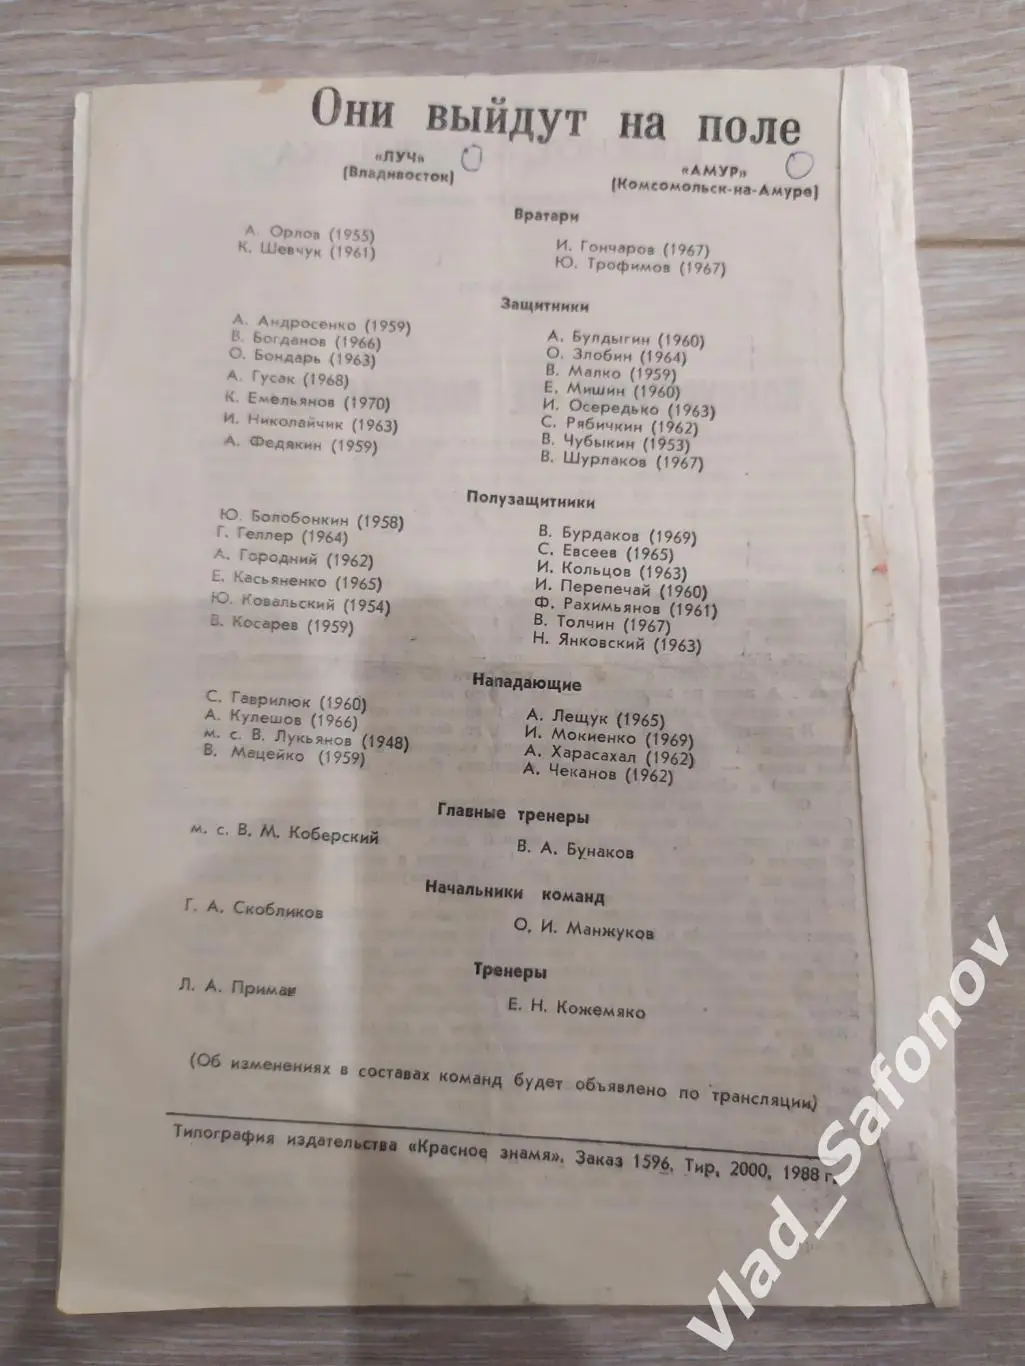 Они выйдут на поле
«ЛУЧ» 0
(Владивосток)
«АМУР» 0
(Комсомольск-на-Амуре)
Вратари
А. Орлов (1955)
К. Шевчук (1961)
И. Гончаров (1967)
Ю. Трофимов (1967)
Защитники
А. Андросенко (1959)
В. Богданов (1966)
О. Бондарь (1963)
А. Гусак (1968)
К. Емельянов (1970)
И. Николайчик (1963)
А. Федякин (1959)
А. Булдыгин (1960)
О. Злобин (1964)
В. Малко (1959)
Е. Мишин (1960)
И. Осередько (1963)
С. Рябичкин (1962)
В. Чубыкин (1953)
В. Шурлаков (1967)
Полузащитники
Ю. Болобонкин (1958)
Г. Геллер (1964)
А. Городний (1962)
Е. Касьяненко (1965)
Ю. Ковальский (1954)
В. Косарев (1959)
В. Бурдаков (1969)
С. Евсеев (1965)
И. Кольцов (1963)
И. Перепечай (1960)
Ф. Рахимьянов (1961)
В. Толчин (1967)
Н. Янковский (1963)
Нападающие
С. Гаврилюк (1960)
А. Кулешов (1966)
м. с. В. Лукьянов (1948)
В. Мацейко (1959)
А. Лещук (1965)
И. Мокиенко (1969)
А. Харасахал (1962)
А. Чеканов (1962)
Главные тренеры
м. с. В. М. Коберский
В. А. Бунаков
Начальники команд
Г. А. Скобликов
О. И. Манжуков
Тренеры
Л. А. Примак
Е. Н. Кожемяко
(Об изменениях в составах команд будет объявлено по трансляции)
Типография издательства «Красное знамя». Заказ 1596. Тир, 2000, 1988 г.
Vlad_Safonov